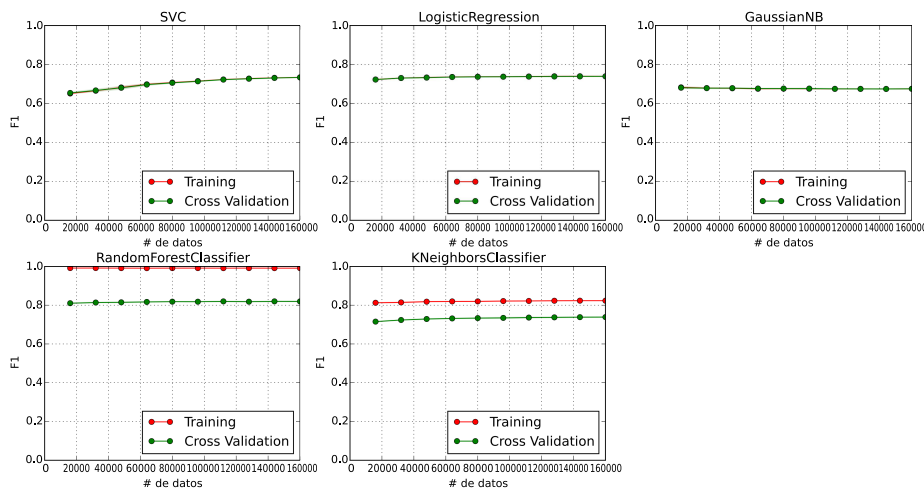 SVC
1.0
0.8
0.6
0.4
0.2
0.0
F1
Training
Cross Validation
0 20000 40000 60000 80000 100000 120000 140000 160000
# de datos
LogisticRegression
1.0
0.8
0.6
0.4
0.2
0.0
F1
Training
Cross Validation
0 20000 40000 60000 80000 100000 120000 140000 160000
# de datos
GaussianNB
1.0
0.8
0.6
0.4
0.2
0.0
F1
Training
Cross Validation
0 20000 40000 60000 80000 100000 120000 140000 160000
# de datos
RandomForestClassifier
1.0
0.8
0.6
0.4
0.2
0.0
F1
Training
Cross Validation
0 20000 40000 60000 80000 100000 120000 140000 160000
# de datos
KNeighborsClassifier
1.0
0.8
0.6
0.4
0.2
0.0
F1
Training
Cross Validation
0 20000 40000 60000 80000 100000 120000 140000 160000
# de datos